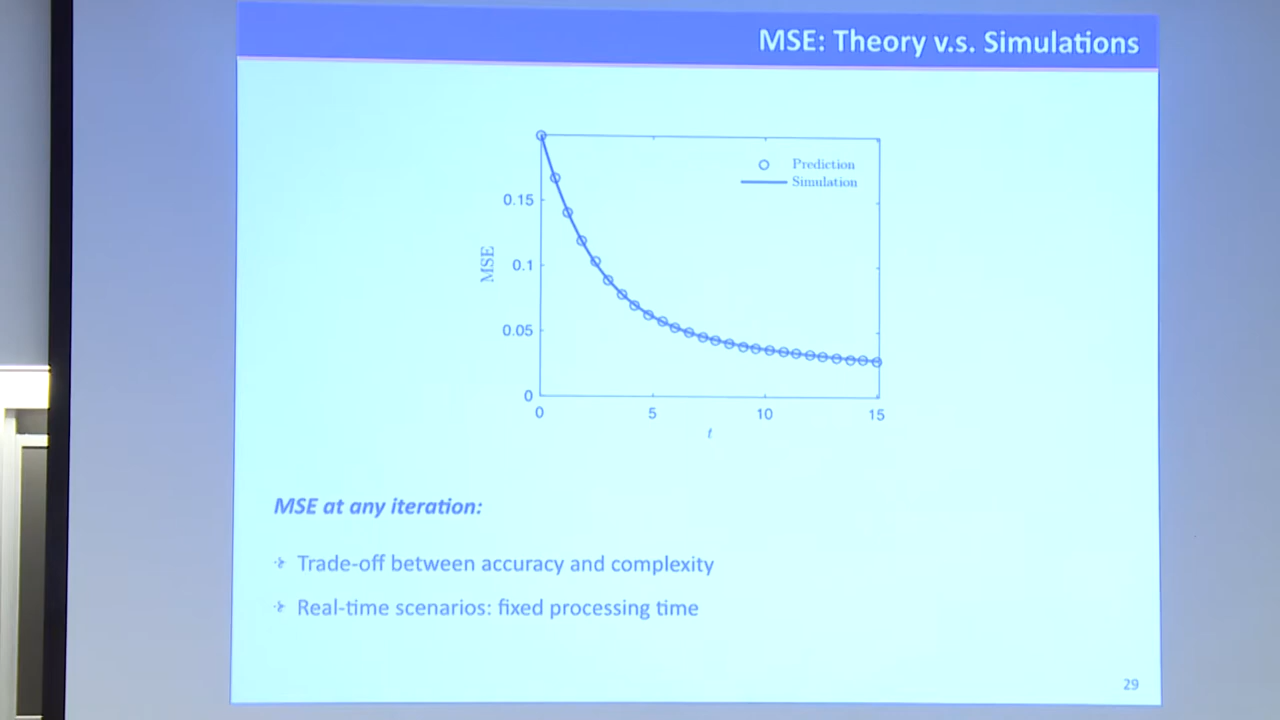 MSE: Theory v.s. Simulations
Prediction
Simulation
0.15
0.1
0.05
0
MSE
0 5 10 15
t
MSE at any iteration:
Trade-off between accuracy and complexity
Real-time scenarios: fixed processing time
29